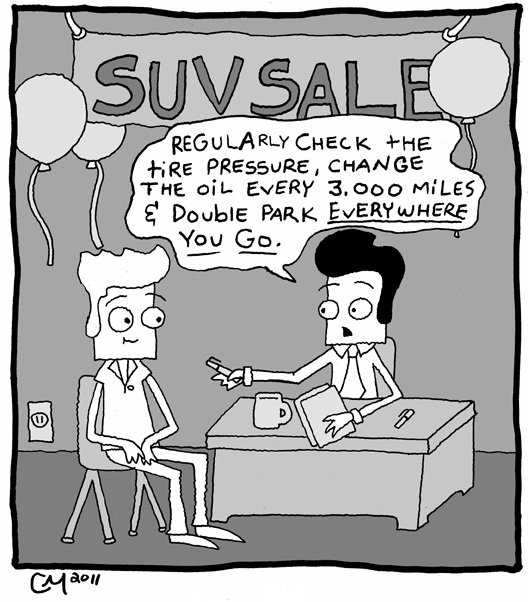 SUV SALE
REGULARLY CHECK tHE
tiRE PRESSURE, CHANGE
THE OiL EVERY 3.000 MiLES
& DOUBLE PARK EVERYWHERE
YOU GO.
CM 2011